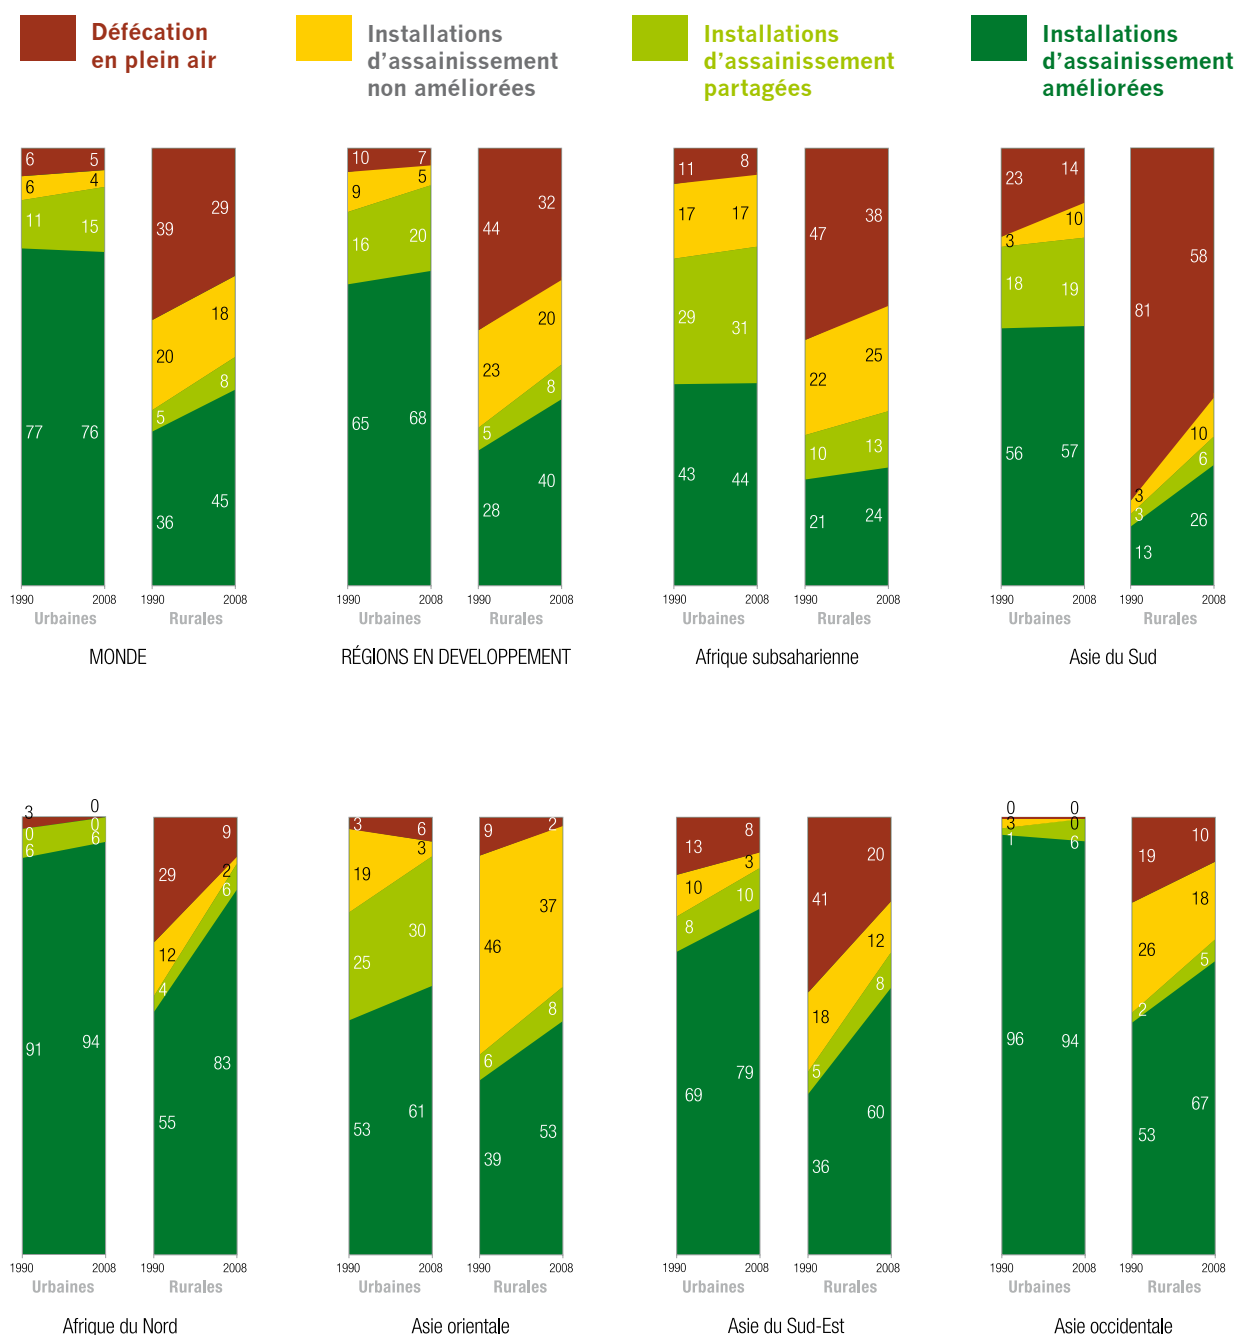 Défécation
en plein air
Installations
d'assainissement
non améliorées
Installations
d'assainissement
partagées
Installations
d'assainissement
améliorées
6 5
6 4
11 15
77 76
1990 2008
Urbaines
39 29
20 18
5 8
36 45
1990 2008
Rurales
MONDE
10 7
9 5
16 20
65 68
1990 2008
Urbaines
44 32
23 20
5 8
28 40
1990 2008
Rurales
RÉGIONS EN DEVELOPPEMENT
11 8
17 17
29 31
43 44
1990 2008
Urbaines
47 38
22 25
10 13
21 24
1990 2008
Rurales
Afrique subsaharienne
23 14
3 10
18 19
56 57
1990 2008
Urbaines
81 58
3 10
3 6
13 26
1990 2008
Rurales
Asie du Sud
3 0
0 0
6 6
91 94
1990 2008
Urbaines
29 9
12 2
4 6
55 83
1990 2008
Rurales
Afrique du Nord
3 6
19 3
25 30
53 61
1990 2008
Urbaines
9 2
46 37
6 8
39 53
1990 2008
Rurales
Asie orientale
13 8
10 3
8 10
69 79
1990 2008
Urbaines
41 20
18 12
5 8
36 60
1990 2008
Rurales
Asie du Sud-Est
0 0
3 0
1 6
96 94
1990 2008
Urbaines
19 10
26 18
2 5
53 67
1990 2008
Rurales
Asie occidentale